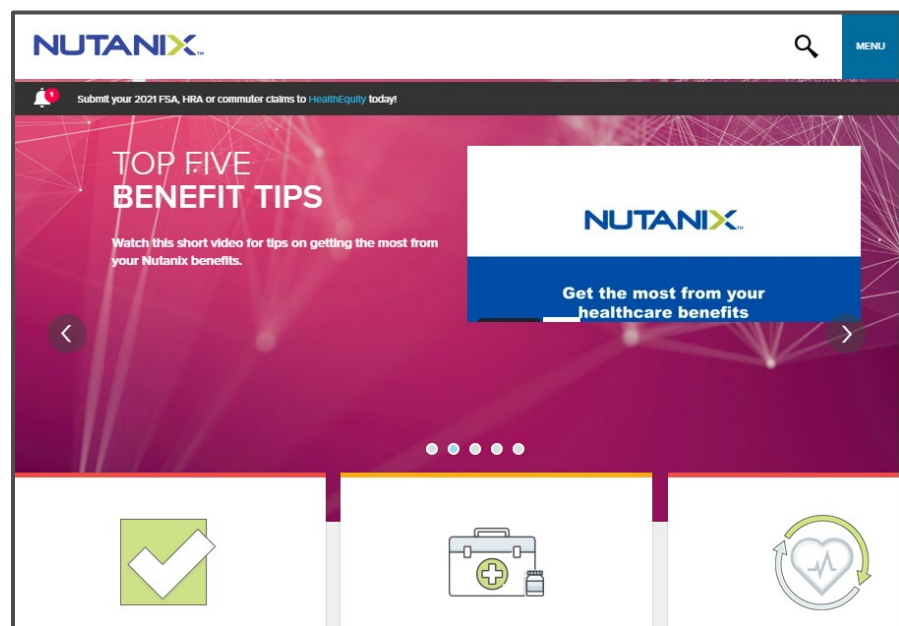 NUTANIX™
MENU
1
Submit your 2021 FSA, HRA or commuter claims to HealthEquity today!
TOP FIVE
BENEFIT TIPS
Watch this short video for tips on getting the most from
your Nutanix benefits.
NUTANIX™
Get the most from your
healthcare benefits